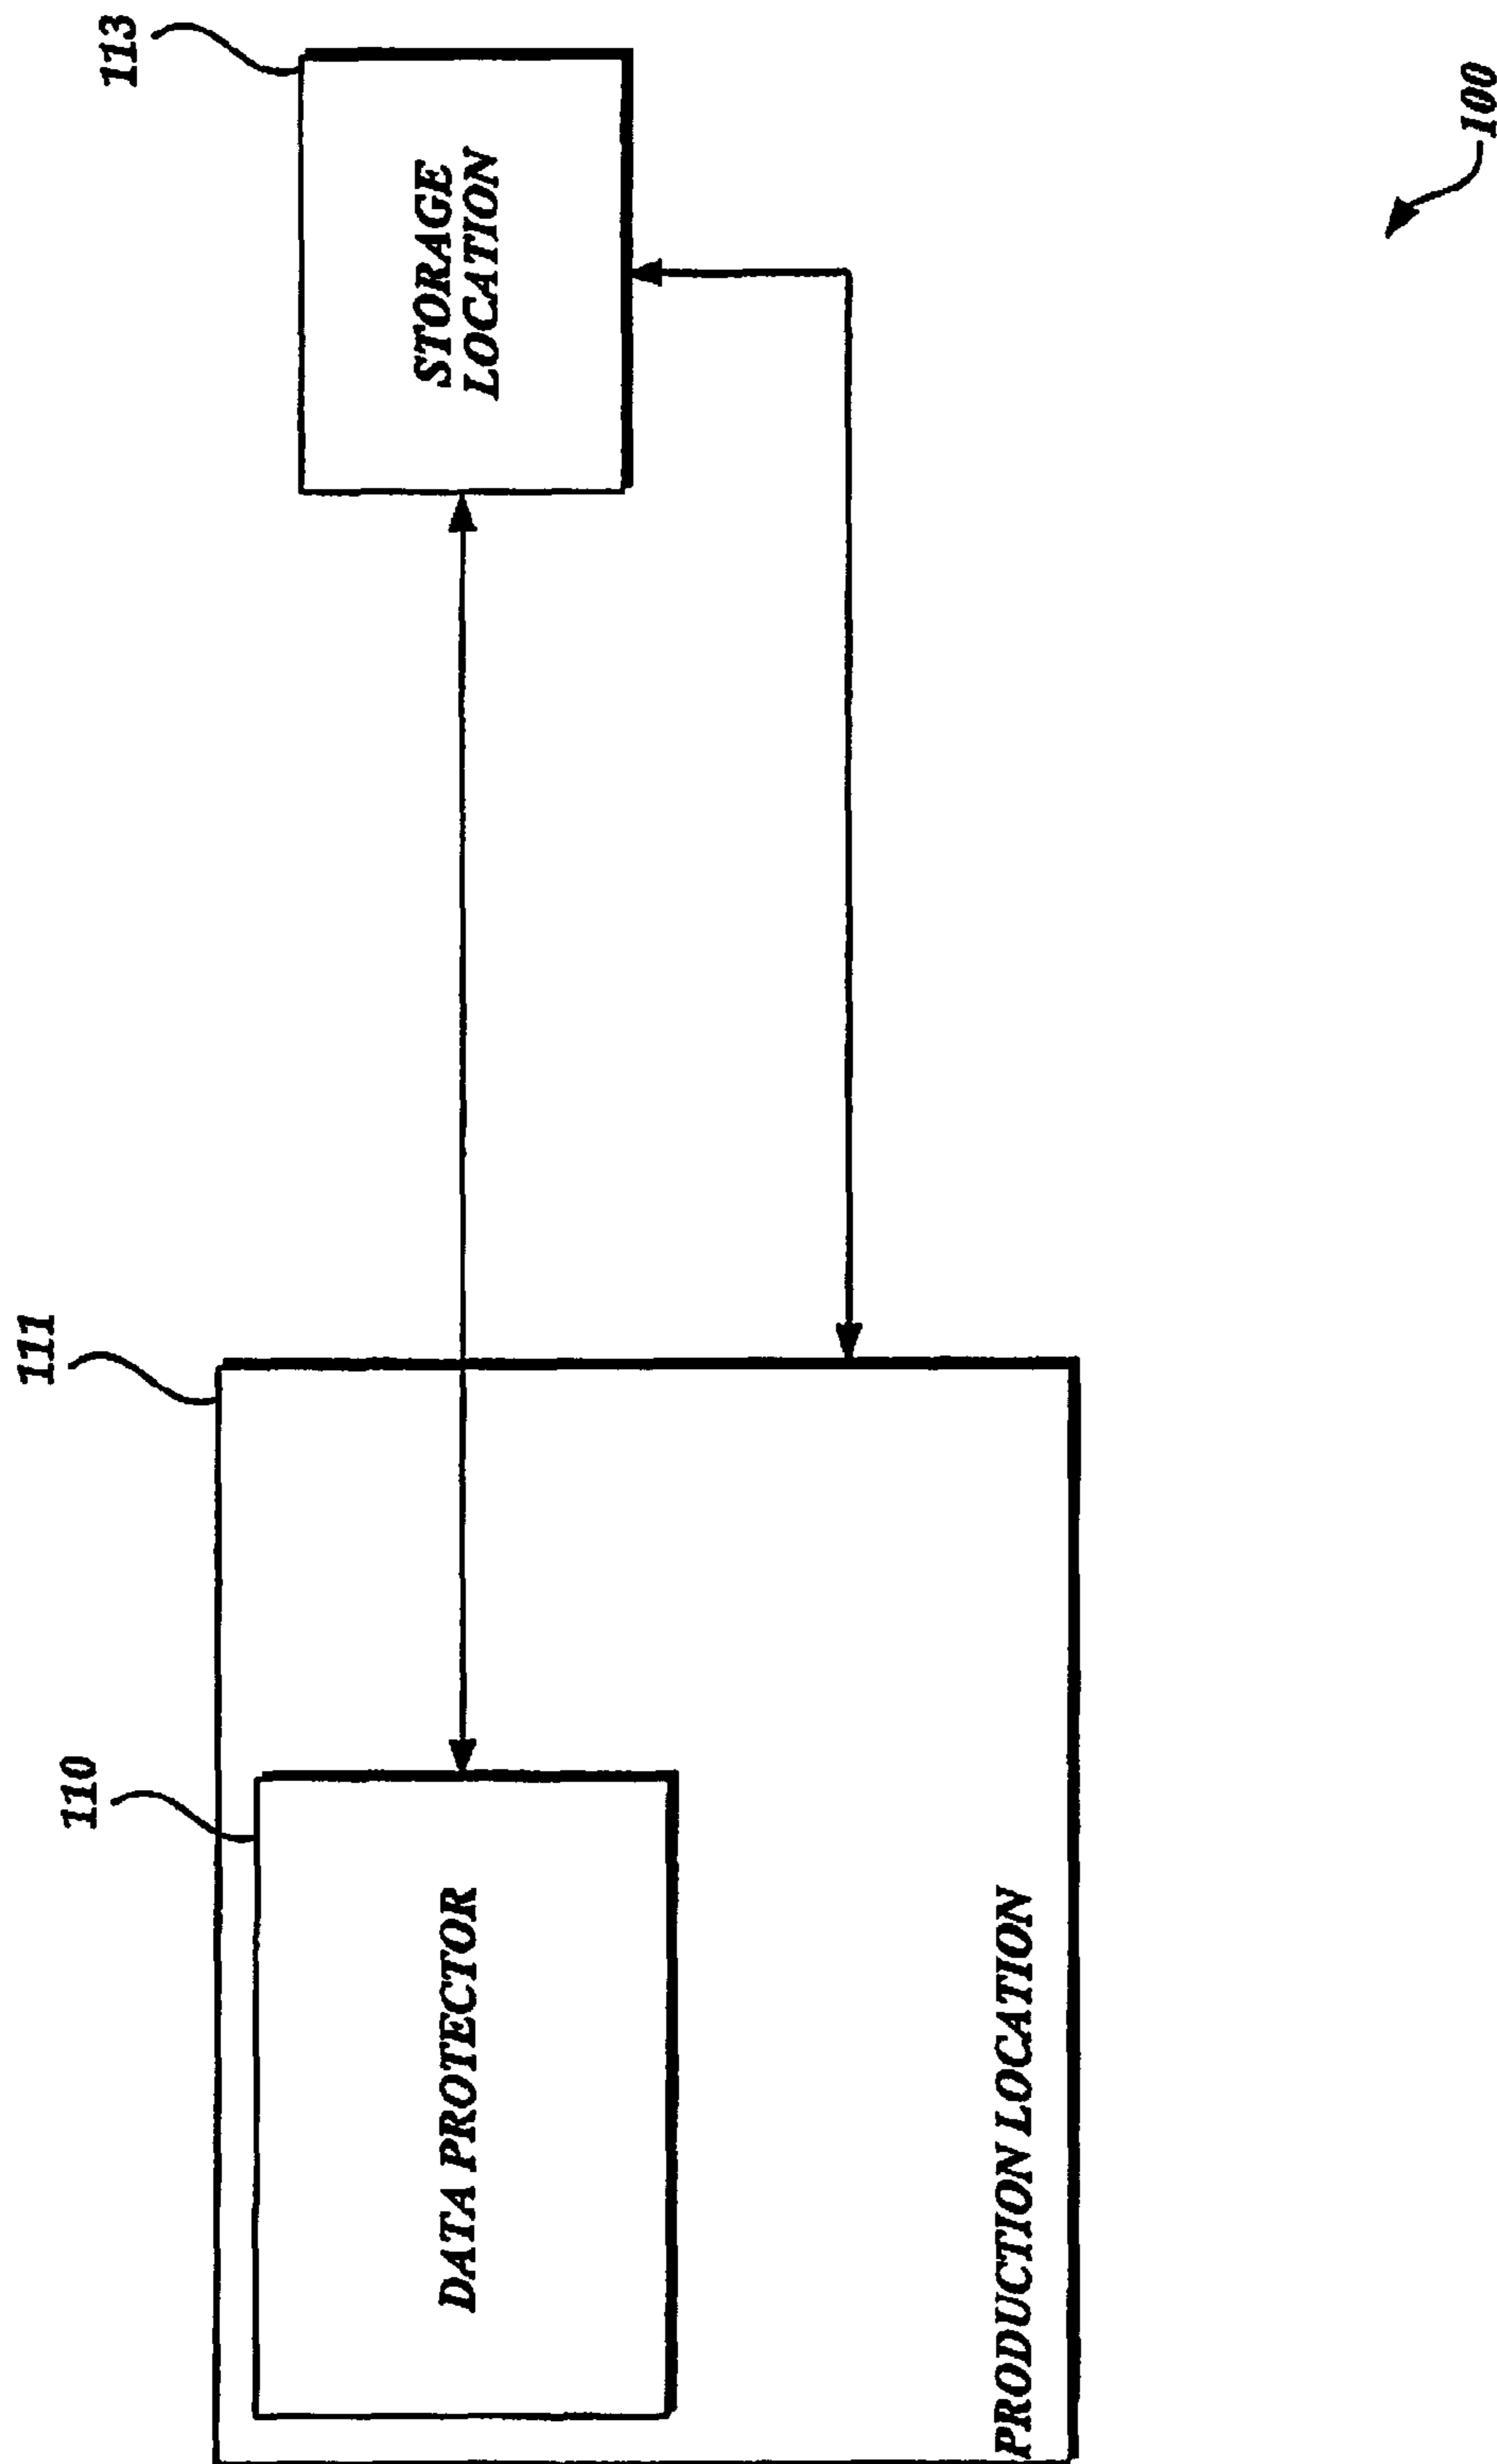 110
111
113
DATA PROTECTOR
STORAGE
LOCATION
PRODUCTION LOCATION
100